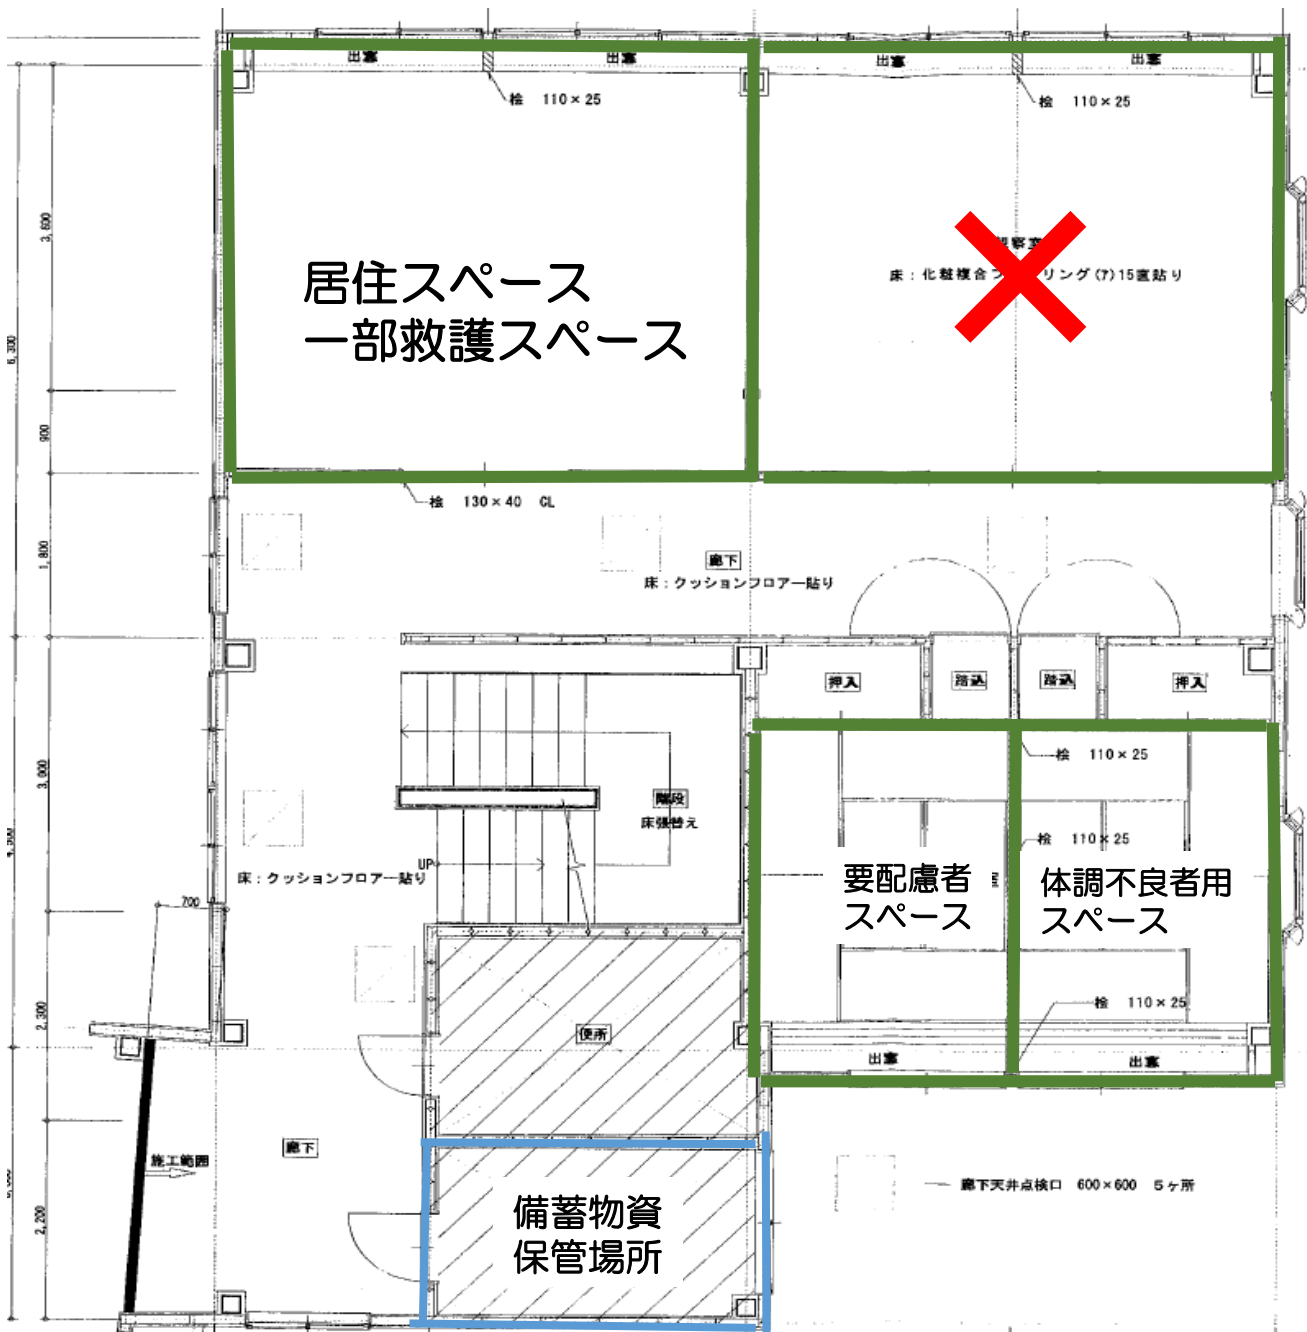 出窓
出窓
出窓
出窓
桧 110×25
桧 110×25
3,600
居住スペース
一部救護スペース
床:化粧複合フ
リング(ｱ)15直貼り
6,300
900
桧 130×40 CL
1,800
廊下
床:クッションフロアー貼り
押入
踏込
踏込
押入
桧 110×25
3,900
階段
床張替え
桧 110×25
UP
床:クッションフロアー貼り
要配慮者
スペース
体調不良者用
スペース
700
2,300
桧 110×25
便所
出窓
出窓
廊下
施工範囲
廊下天井点検口 600×600 5ヶ所
2,200
備蓄物資
保管場所